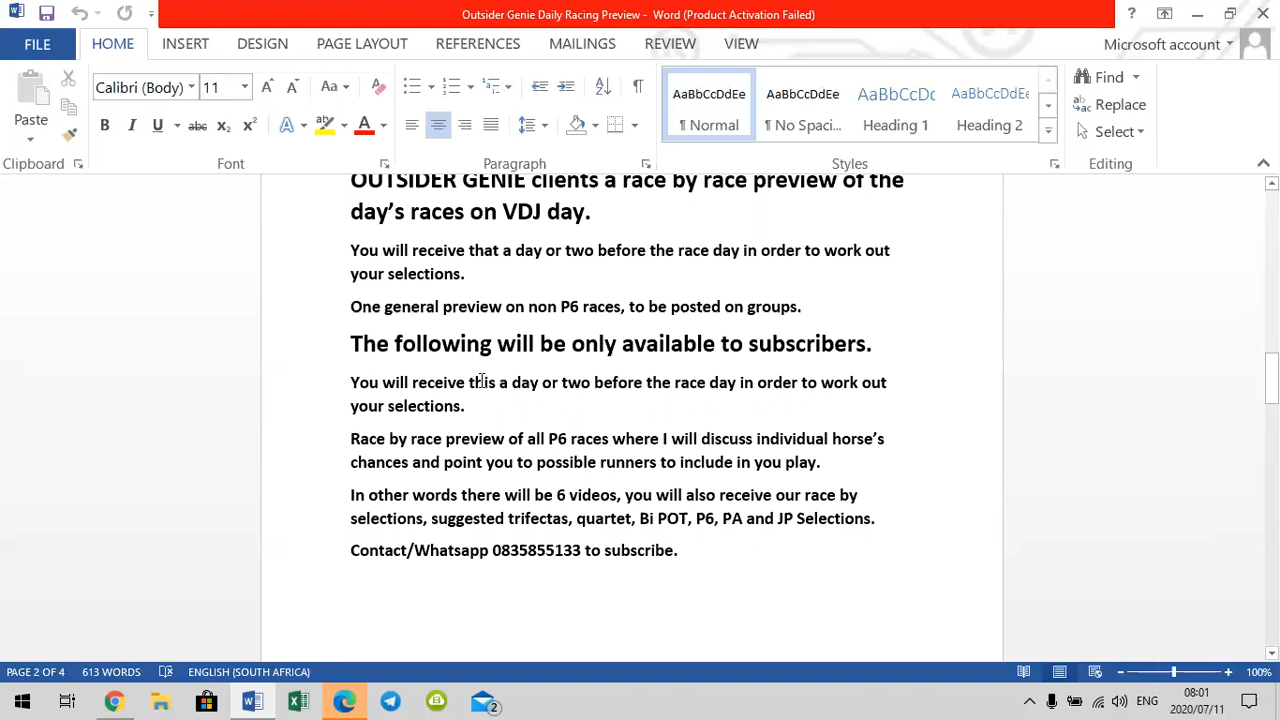 Outsider Genie Daily Racing Preview - Word (Product Activation Failed)
FILE HOME INSERT DESIGN PAGE LAYOUT REFERENCES MAILINGS REVIEW VIEW Microsoft account
Calibri (Body) 11 Aa
Paste
B I U abc X₂ X² A A
AaBbCcDdEe AaBbCcDdEe AaBbCcDc AaBbCcDdEe
¶ Normal ¶ No Spaci... Heading 1 Heading 2
Find
Replace
Select
Clipboard Font Paragraph Styles Editing
OUTSIDER GENIE clients a race by race preview of the
day's races on VDJ day.
You will receive that a day or two before the race day in order to work out
your selections.
One general preview on non P6 races, to be posted on groups.
The following will be only available to subscribers.
You will receive this a day or two before the race day in order to work out
your selections.
Race by race preview of all P6 races where I will discuss individual horse's
chances and point you to possible runners to include in you play.
In other words there will be 6 videos, you will also receive our race by
selections, suggested trifectas, quartet, Bi POT, P6, PA and JP Selections.
Contact/Whatsapp 0835855133 to subscribe.
PAGE 2 OF 4 613 WORDS ENGLISH (SOUTH AFRICA) 100%
2 ENG 08:01
2020/07/11